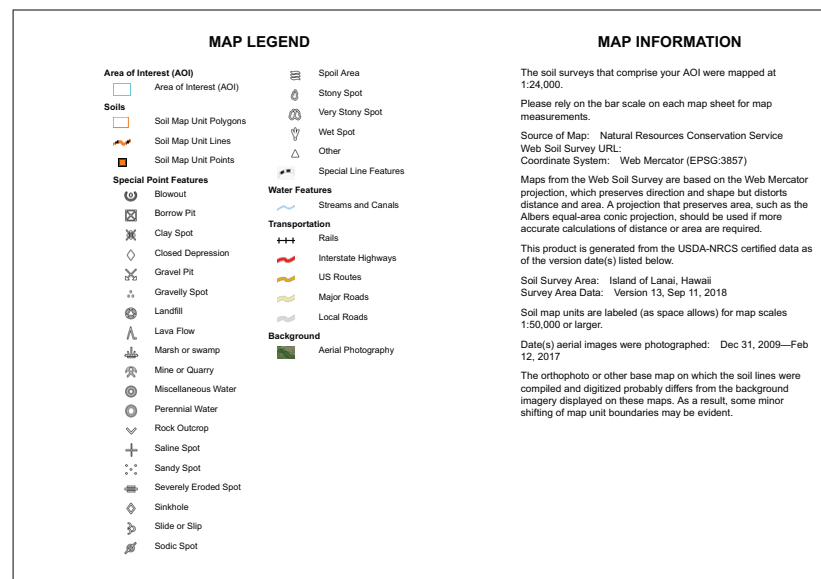 MAP LEGEND
Area of Interest (AOI)
Area of Interest (AOI)
Soils
Soil Map Unit Polygons
Soil Map Unit Lines
Soil Map Unit Points
Special Point Features
Blowout
Borrow Pit
Clay Spot
Closed Depression
Gravel Pit
Gravelly Spot
Landfill
Lava Flow
Marsh or swamp
Mine or Quarry
Miscellaneous Water
Perennial Water
Rock Outcrop
Saline Spot
Sandy Spot
Severely Eroded Spot
Sinkhole
Slide or Slip
Sodic Spot
Spoil Area
Stony Spot
Very Stony Spot
Wet Spot
Other
Special Line Features
Water Features
Streams and Canals
Transportation
Rails
Interstate Highways
US Routes
Major Roads
Local Roads
Background
Aerial Photography
MAP INFORMATION
The soil surveys that comprise your AOI were mapped at
1:24,000.
Please rely on the bar scale on each map sheet for map
measurements.
Source of Map: Natural Resources Conservation Service
Web Soil Survey URL:
Coordinate System: Web Mercator (EPSG:3857)
Maps from the Web Soil Survey are based on the Web Mercator
projection, which preserves direction and shape but distorts
distance and area. A projection that preserves area, such as the
Albers equal-area conic projection, should be used if more
accurate calculations of distance or area are required.
This product is generated from the USDA-NRCS certified data as
of the version date(s) listed below.
Soil Survey Area: Island of Lanai, Hawaii
Survey Area Data: Version 13, Sep 11, 2018
Soil map units are labeled (as space allows) for map scales
1:50,000 or larger.
Date(s) aerial images were photographed: Dec 31, 2009—Feb
12, 2017
The orthophoto or other base map on which the soil lines were
compiled and digitized probably differs from the background
imagery displayed on these maps. As a result, some minor
shifting of map unit boundaries may be evident.